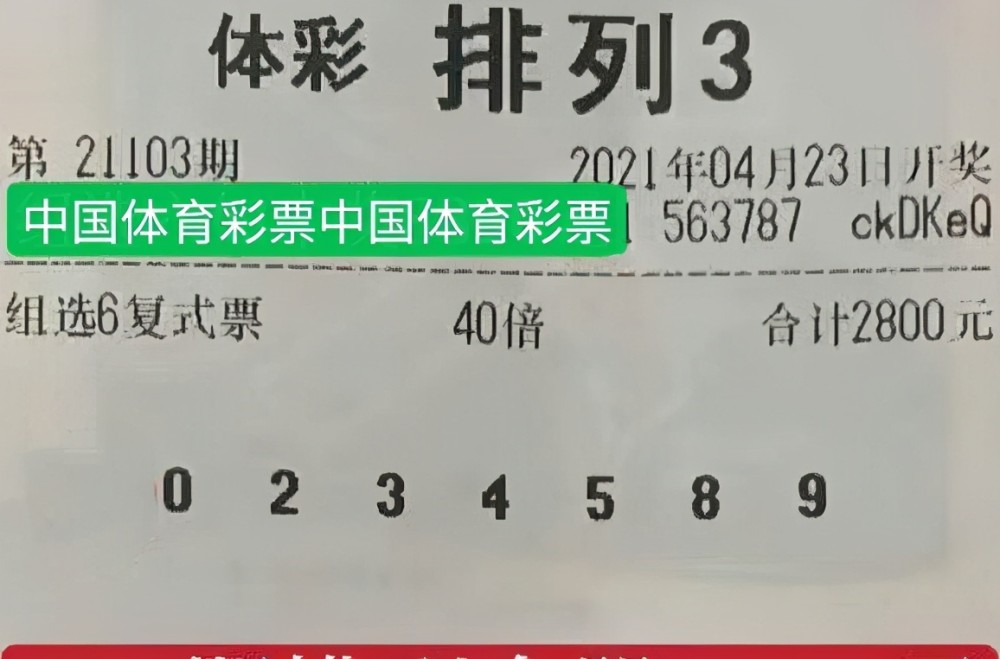 体彩 排列3
第 21103期 2021年04月23日开奖
中国体育彩票中国体育彩票 563787 ckDKeQ
组选6复式票 40倍 合计2800元
0 2 3 4 5 8 9